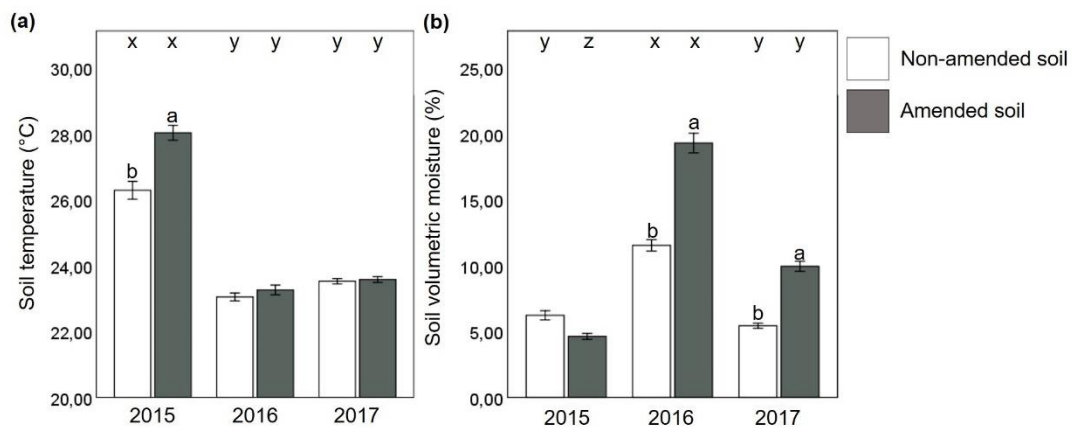 (a)
x x y y y y
30,00
28,00
26,00
24,00
22,00
20,00
Soil temperature (°C)
b
a
2015 2016 2017
(b)
y z x x y y
25,00
20,00
15,00
10,00
5,00
0,00
Soil volumetric moisture (%)
b
a
b
a
2015 2016 2017
Non-amended soil
Amended soil